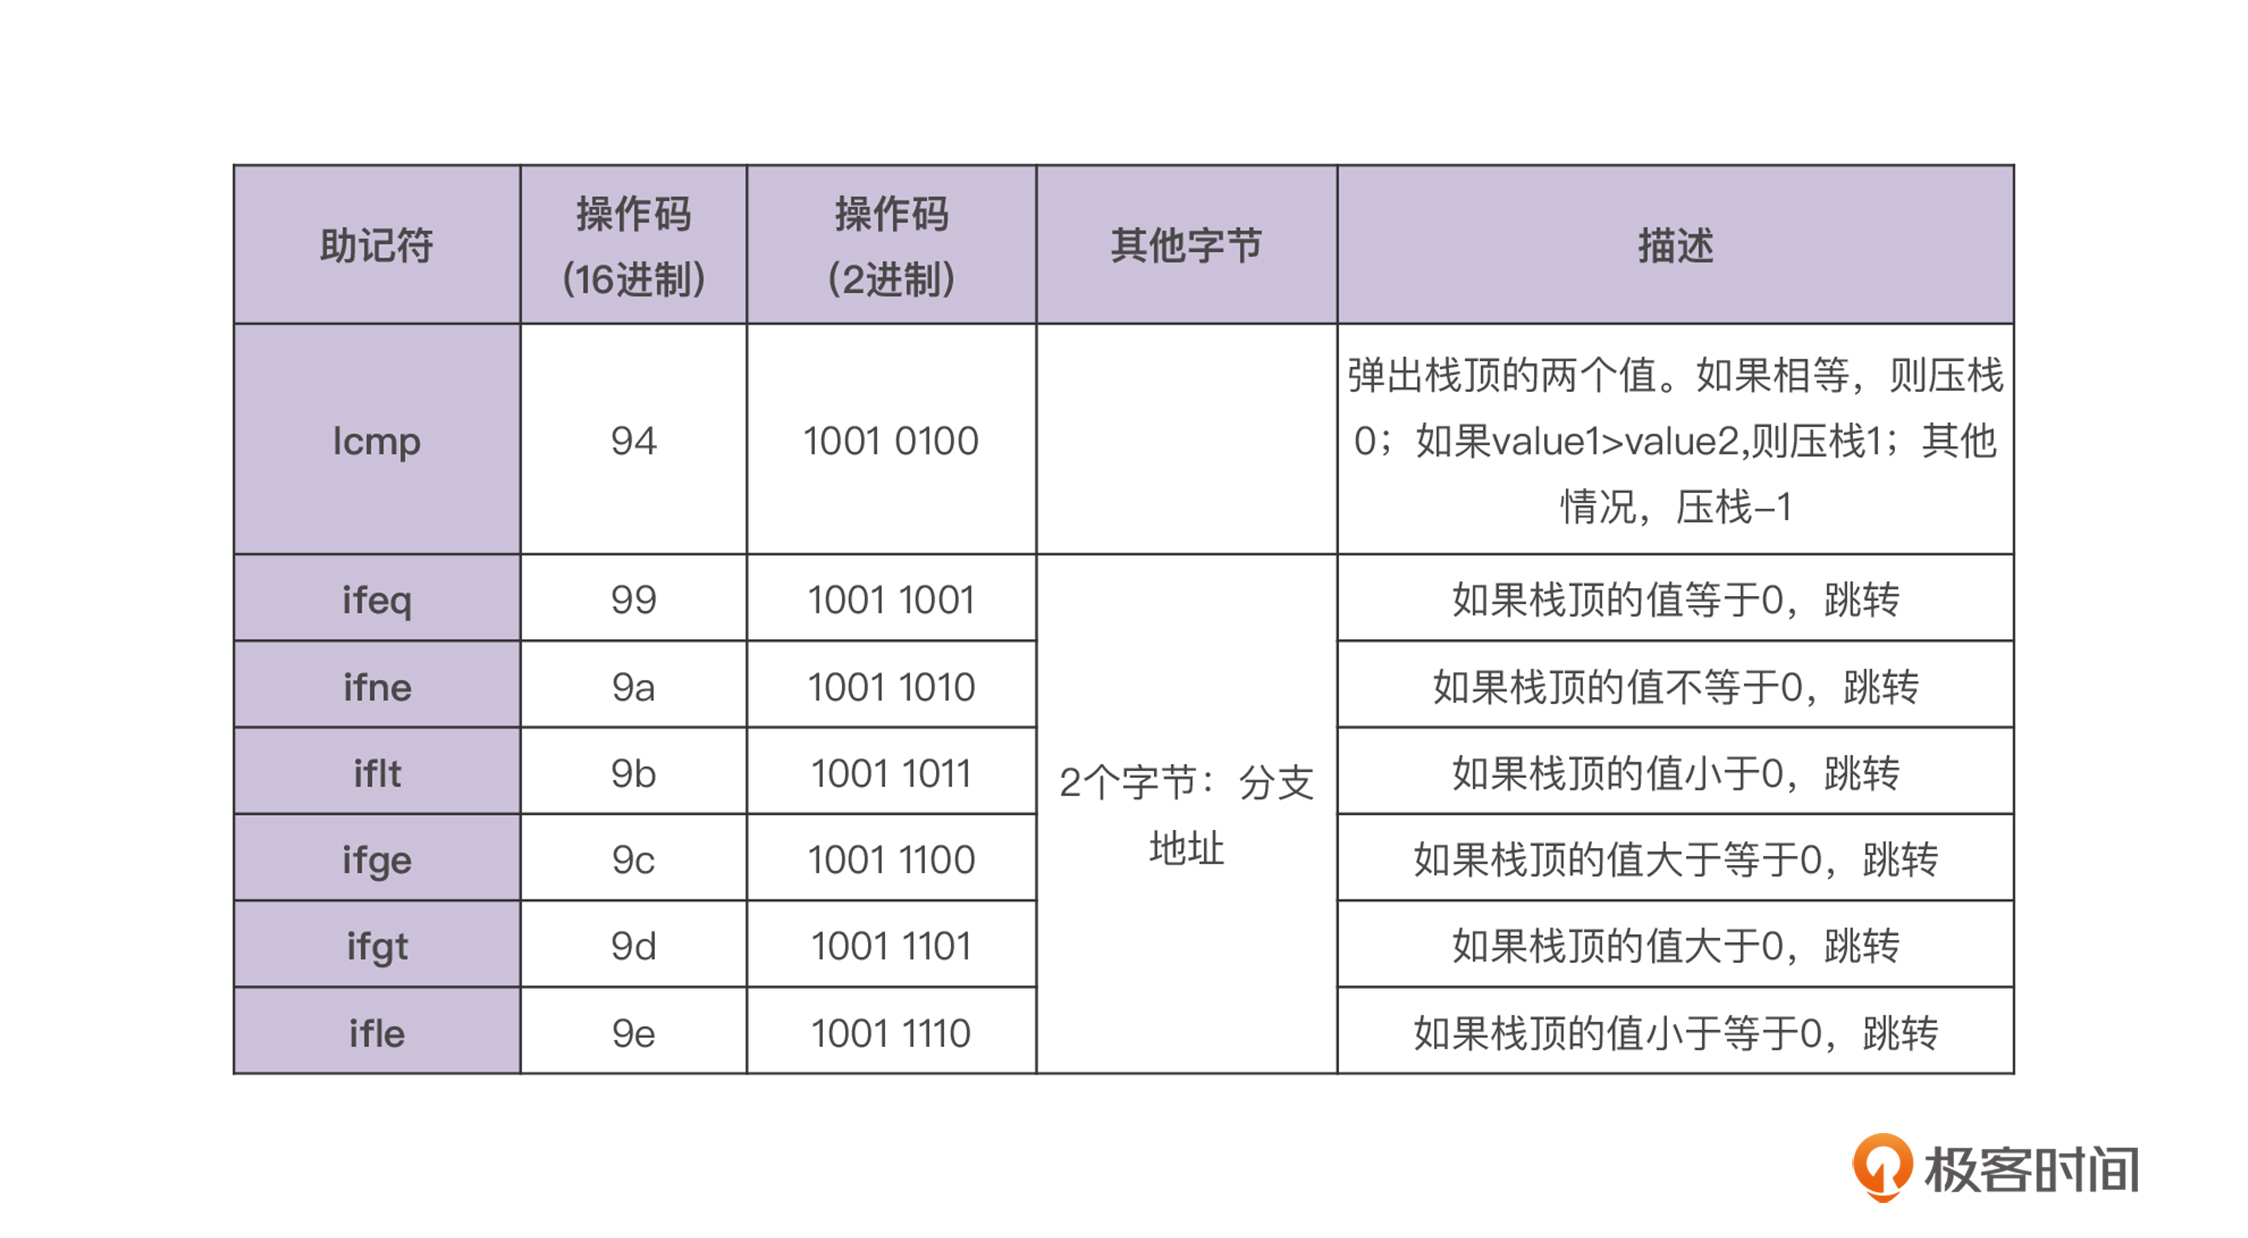 助记符
操作码
(16进制)
操作码
(2进制)
其他字节
描述
lcmp
94
1001 0100
弹出栈顶的两个值。如果相等，则压栈
0；如果value1>value2,则压栈1；其他
情况，压栈–1
ifeq
99
1001 1001
如果栈顶的值等于0，跳转
ifne
9a
1001 1010
如果栈顶的值不等于0，跳转
iflt
9b
1001 1011
2个字节：分支
地址
如果栈顶的值小于0，跳转
ifge
9c
1001 1100
如果栈顶的值大于等于0，跳转
ifgt
9d
1001 1101
如果栈顶的值大于0，跳转
ifle
9e
1001 1110
如果栈顶的值小于等于0，跳转
极客时间